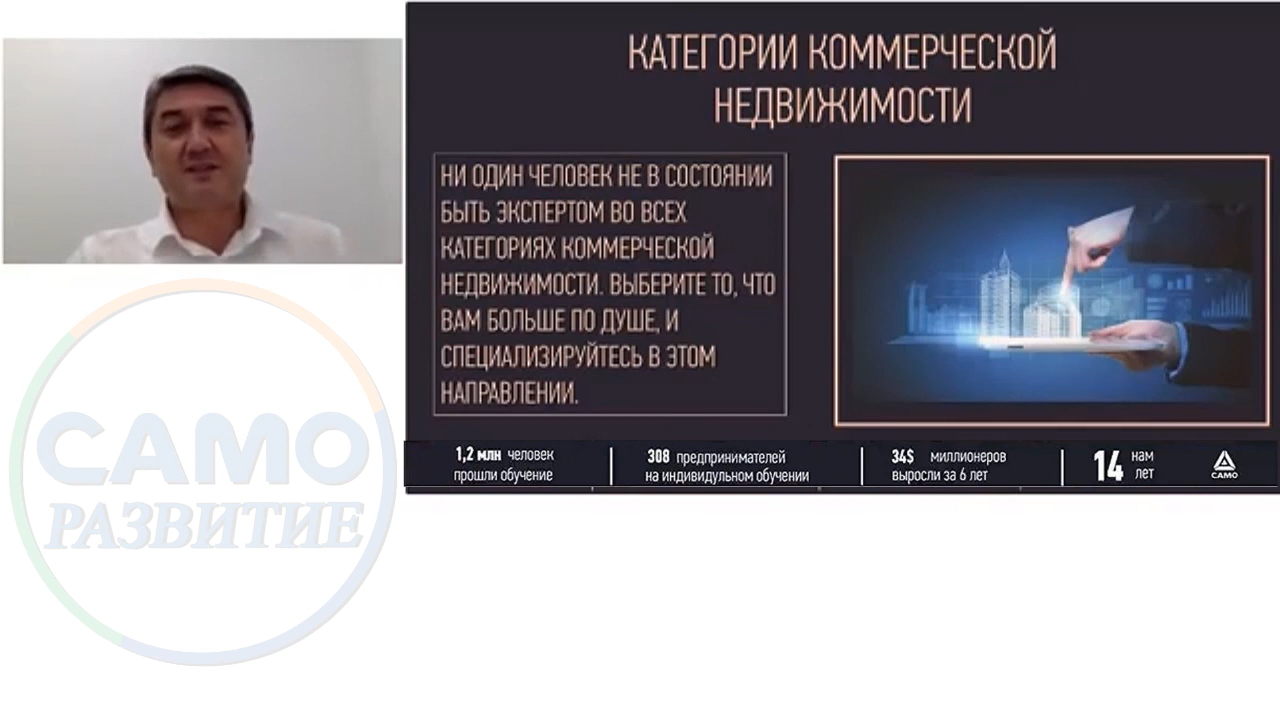 КАТЕГОРИИ КОММЕРЧЕСКОЙ
НЕДВИЖИМОСТИ
НИ ОДИН ЧЕЛОВЕК НЕ В СОСТОЯНИИ
БЫТЬ ЭКСПЕРТОМ ВО ВСЕХ
КАТЕГОРИЯХ КОММЕРЧЕСКОЙ
НЕДВИЖИМОСТИ. ВЫБЕРИТЕ ТО, ЧТО
ВАМ БОЛЬШЕ ПО ДУШЕ, И
СПЕЦИАЛИЗИРУЙТЕСЬ В ЭТОМ
НАПРАВЛЕНИИ.
1,2 млн человек
прошли обучение
308 предпринимателей
на индивидульном обучении
34$ миллионеров
выросли за 6 лет
14 нам
лет
САМО
САМО
РАЗВИТИЕ